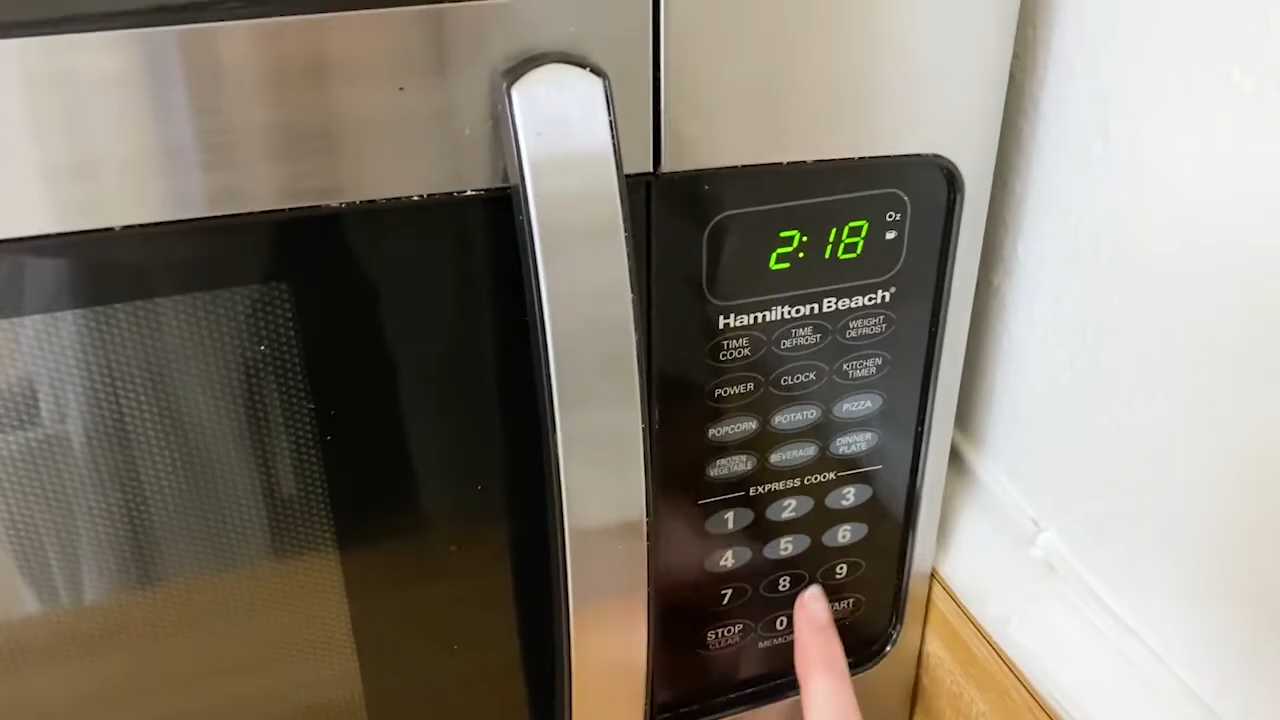 2:18
Oz
Hamilton Beach®
TIME COOK
TIME DEFROST
WEIGHT DEFROST
POWER
CLOCK
KITCHEN TIMER
POPCORN
POTATO
PIZZA
FROZEN VEGETABLE
BEVERAGE
DINNER PLATE
EXPRESS COOK
1 2 3
4 5 6
7 8 9
STOP CLEAR
0